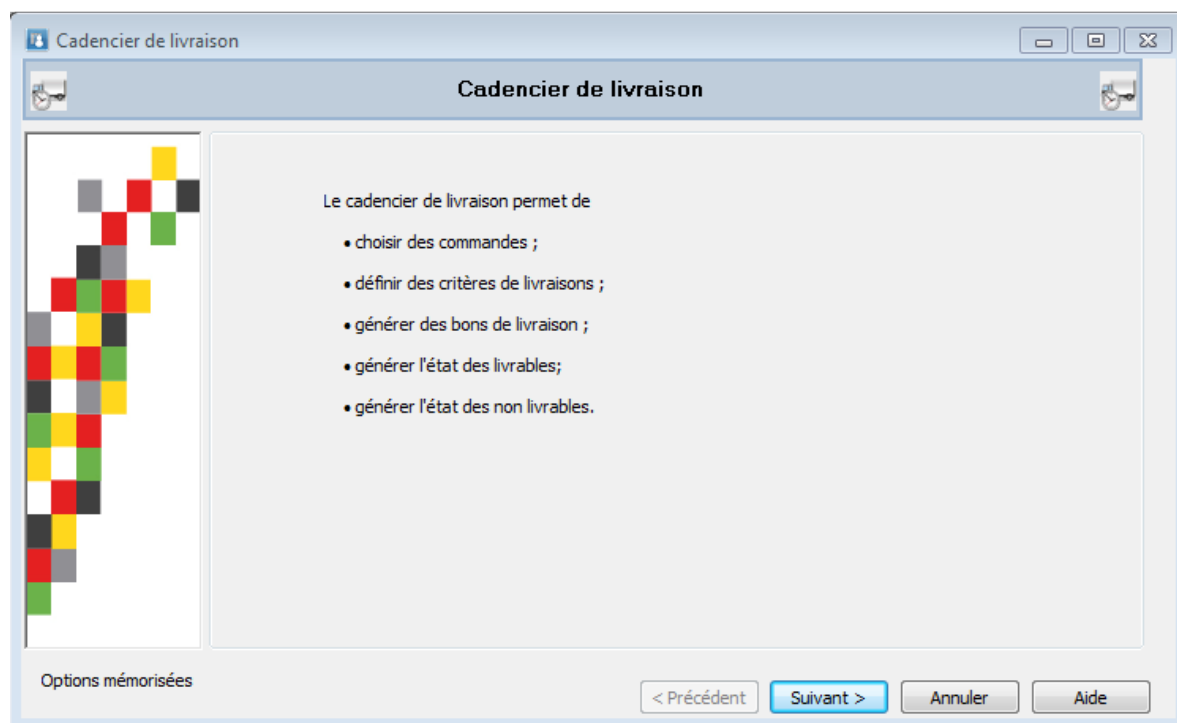 Cadencier de livraison
Cadencier de livraison
Le cadencier de livraison permet de
• choisir des commandes ;
• définir des critères de livraisons ;
• générer des bons de livraison ;
• générer l'état des livrables;
• générer l'état des non livrables.
Options mémorisées
< Précédent
Suivant >
Annuler
Aide